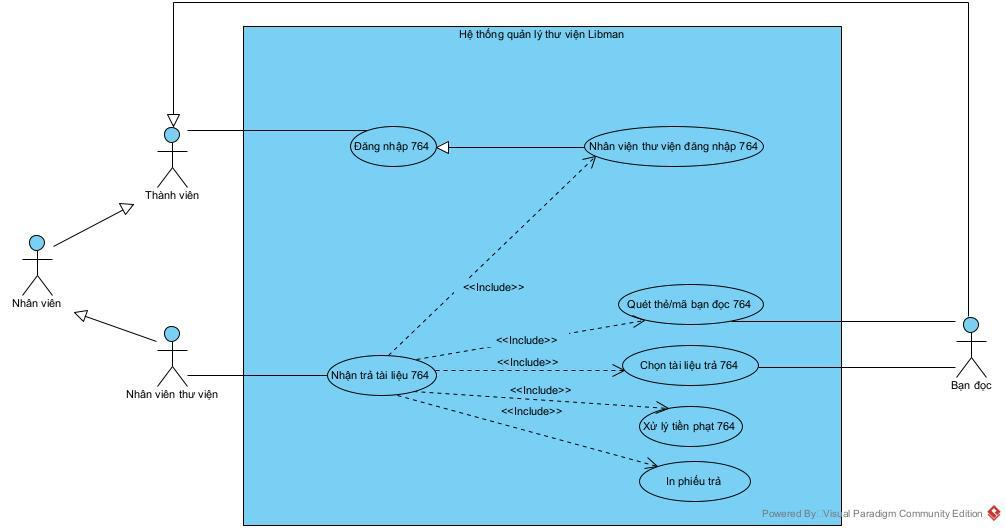 Hệ thống quản lý thư viện Libman
Đăng nhập 764
Nhân viện thư viện đăng nhập 764
Thành viên
Nhân viên
<<Include>>
Quét thẻ/mã bạn đọc 764
<<Include>>
<<Include>>
Chọn tài liệu trả 764
Nhận trả tài liệu 764
Nhân viên thư viện
Bạn đọc
<<Include>>
<<Include>>
Xử lý tiền phạt 764
In phiếu trả
Powered By: Visual Paradigm Community Edition